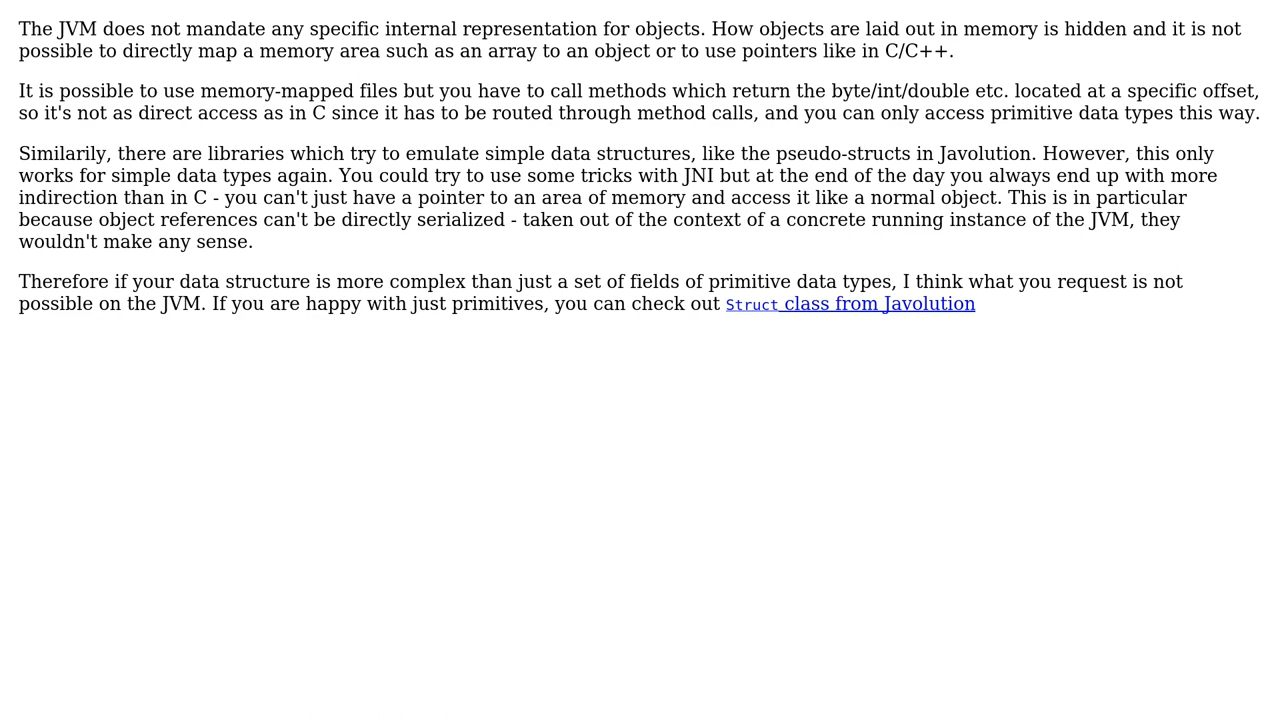 The JVM does not mandate any specific internal representation for objects. How objects are laid out in memory is hidden and it is not
possible to directly map a memory area such as an array to an object or to use pointers like in C/C++.
It is possible to use memory-mapped files but you have to call methods which return the byte/int/double etc. located at a specific offset,
so it's not as direct access as in C since it has to be routed through method calls, and you can only access primitive data types this way.
Similarily, there are libraries which try to emulate simple data structures, like the pseudo-structs in Javolution. However, this only
works for simple data types again. You could try to use some tricks with JNI but at the end of the day you always end up with more
indirection than in C - you can't just have a pointer to an area of memory and access it like a normal object. This is in particular
because object references can't be directly serialized - taken out of the context of a concrete running instance of the JVM, they
wouldn't make any sense.
Therefore if your data structure is more complex than just a set of fields of primitive data types, I think what you request is not
possible on the JVM. If you are happy with just primitives, you can check out Struct class from Javolution